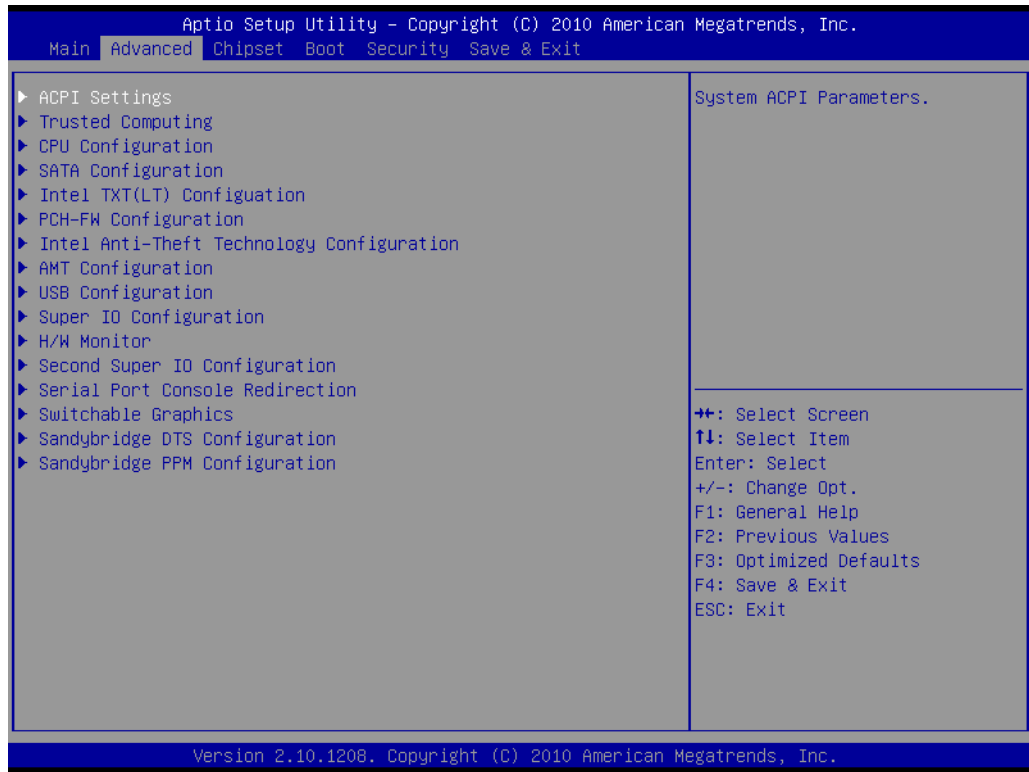 Aptio Setup Utility – Copyright (C) 2010 American Megatrends, Inc.
Main Advanced Chipset Boot Security Save & Exit
▶ ACPI Settings
▶ Trusted Computing
▶ CPU Configuration
▶ SATA Configuration
▶ Intel TXT(LT) Configuation
▶ PCH-FW Configuration
▶ Intel Anti-Theft Technology Configuration
▶ AMT Configuration
▶ USB Configuration
▶ Super IO Configuration
▶ H/W Monitor
▶ Second Super IO Configuration
▶ Serial Port Console Redirection
▶ Switchable Graphics
▶ Sandybridge DTS Configuration
▶ Sandybridge PPM Configuration
System ACPI Parameters.
→←: Select Screen
↑↓: Select Item
Enter: Select
+/-: Change Opt.
F1: General Help
F2: Previous Values
F3: Optimized Defaults
F4: Save & Exit
ESC: Exit
Version 2.10.1208. Copyright (C) 2010 American Megatrends, Inc.